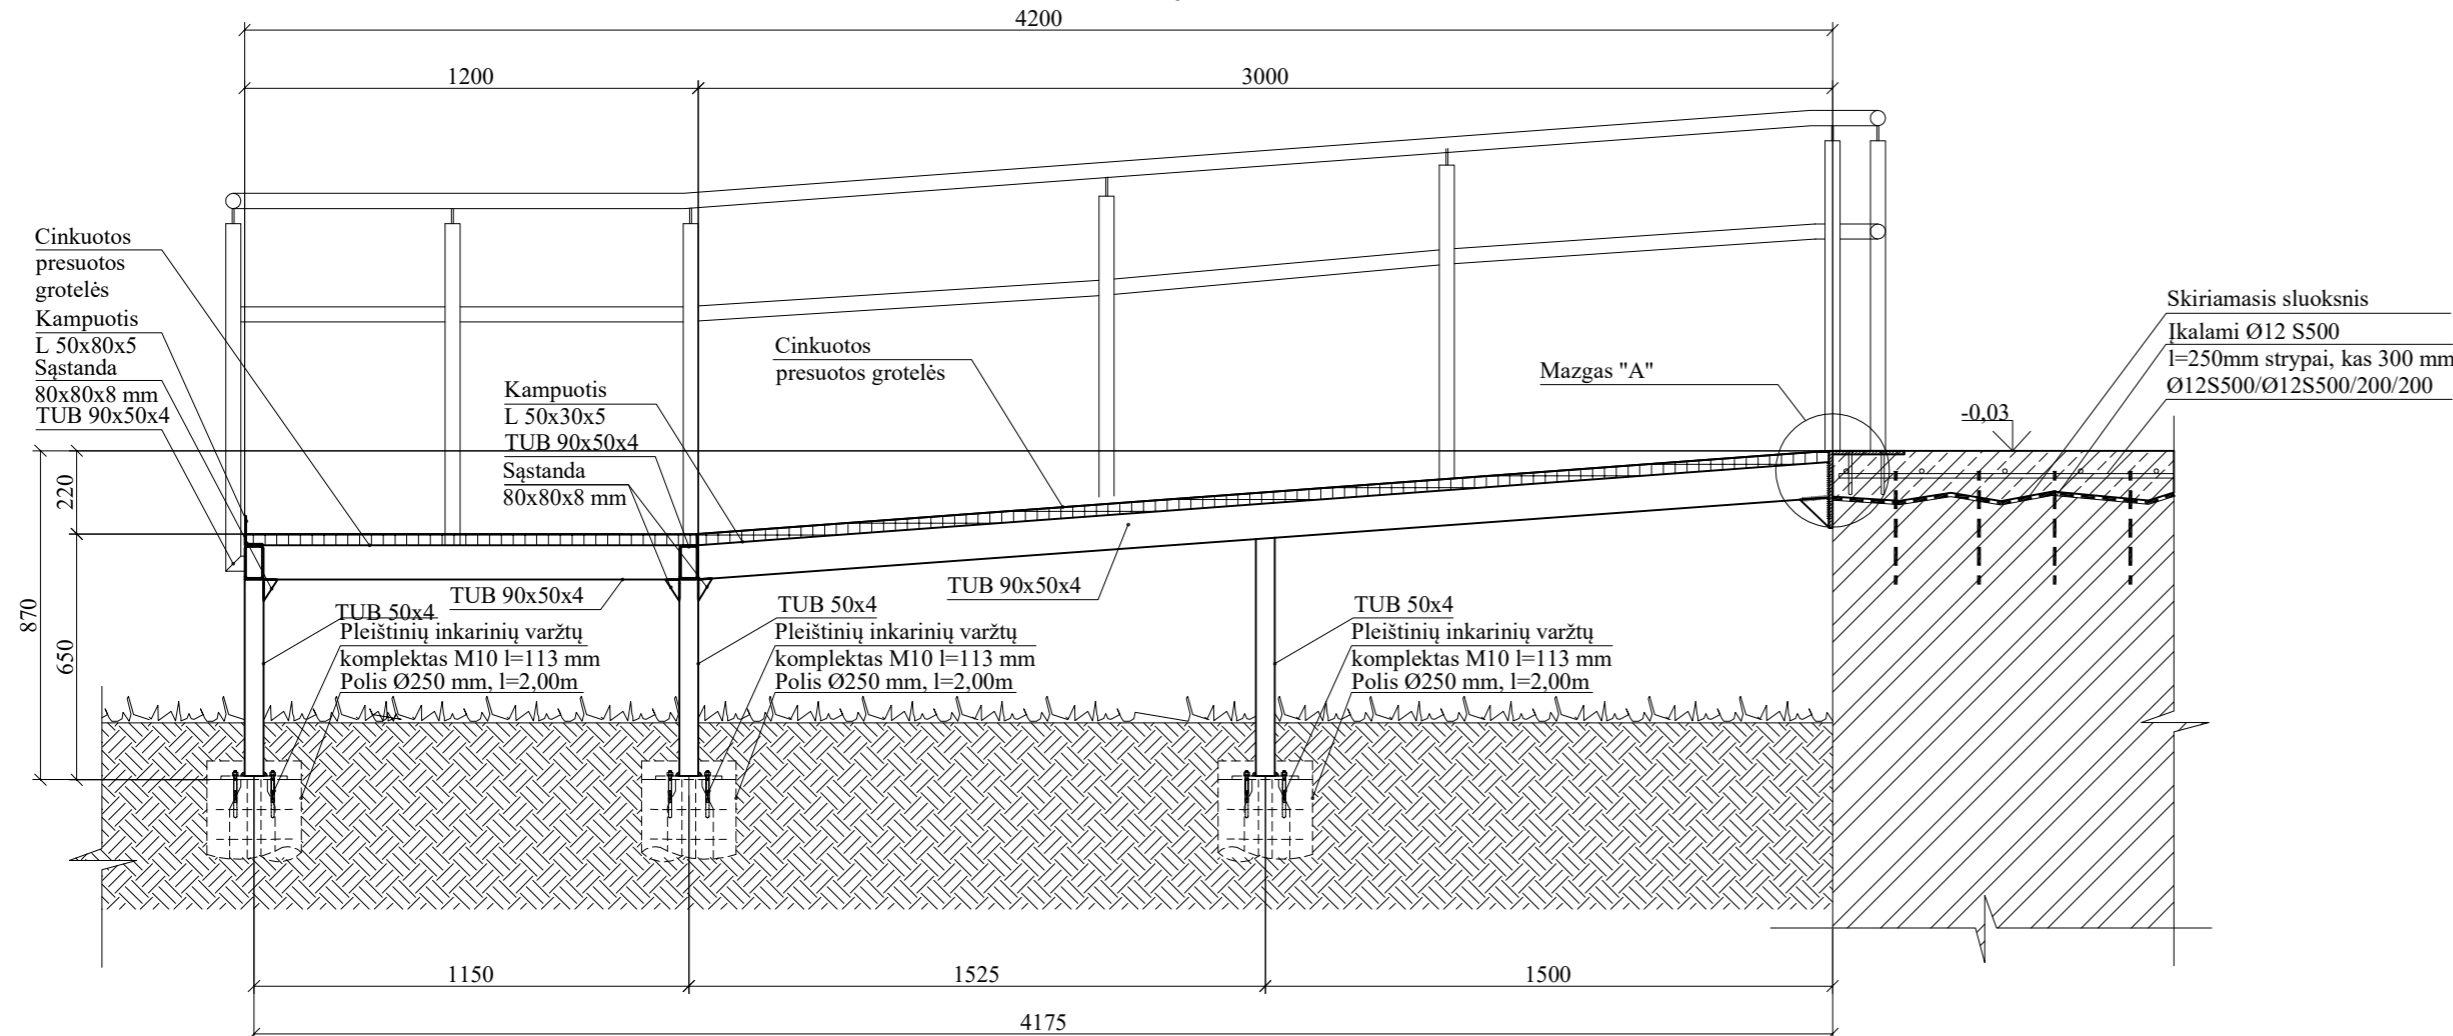 4200
1200
3000
Cinkuotos
presuotos
grotelės
Kampuotis
L 50x80x5
Sąstanda
80x80x8 mm
TUB 90x50x4
Kampuotis
L 50x30x5
TUB 90x50x4
Sąstanda
80x80x8 mm
Cinkuotos
presuotos grotelės
Mazgas "A"
Skiriamasis sluoksnis
Įkalami Ø12 S500
l=250mm strypai, kas 300 mm
Ø12S500/Ø12S500/200/200
-0,03
220
870
650
TUB 90x50x4
TUB 90x50x4
TUB 50x4
Pleištinių inkarinių varžtų
komplektas M10 l=113 mm
Polis Ø250 mm, l=2,00m
TUB 50x4
Pleištinių inkarinių varžtų
komplektas M10 l=113 mm
Polis Ø250 mm, l=2,00m
TUB 50x4
Pleištinių inkarinių varžtų
komplektas M10 l=113 mm
Polis Ø250 mm, l=2,00m
1150
1525
1500
4175